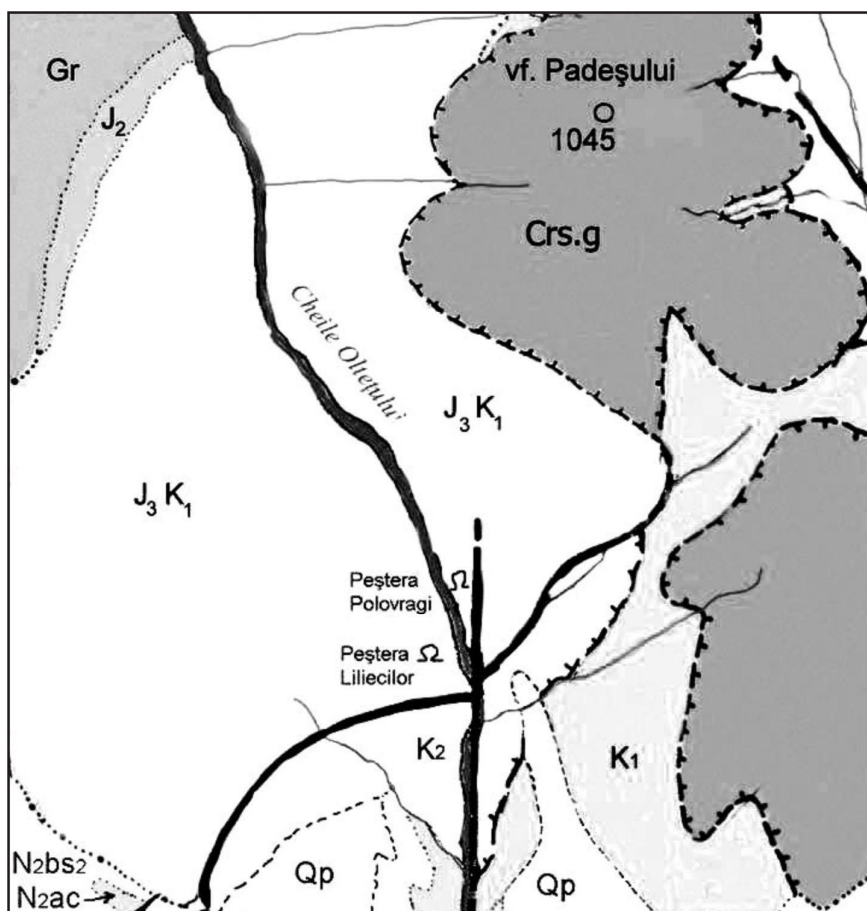 Gr
vf. Padeşului
J2
1045
Crs.g
Cheile Olteţului
J3 K1
J3 K1
Peştera
Polovragi
Peştera
Liliecilor
K2
K1
N2bs2
N2ac
Qp
Qp